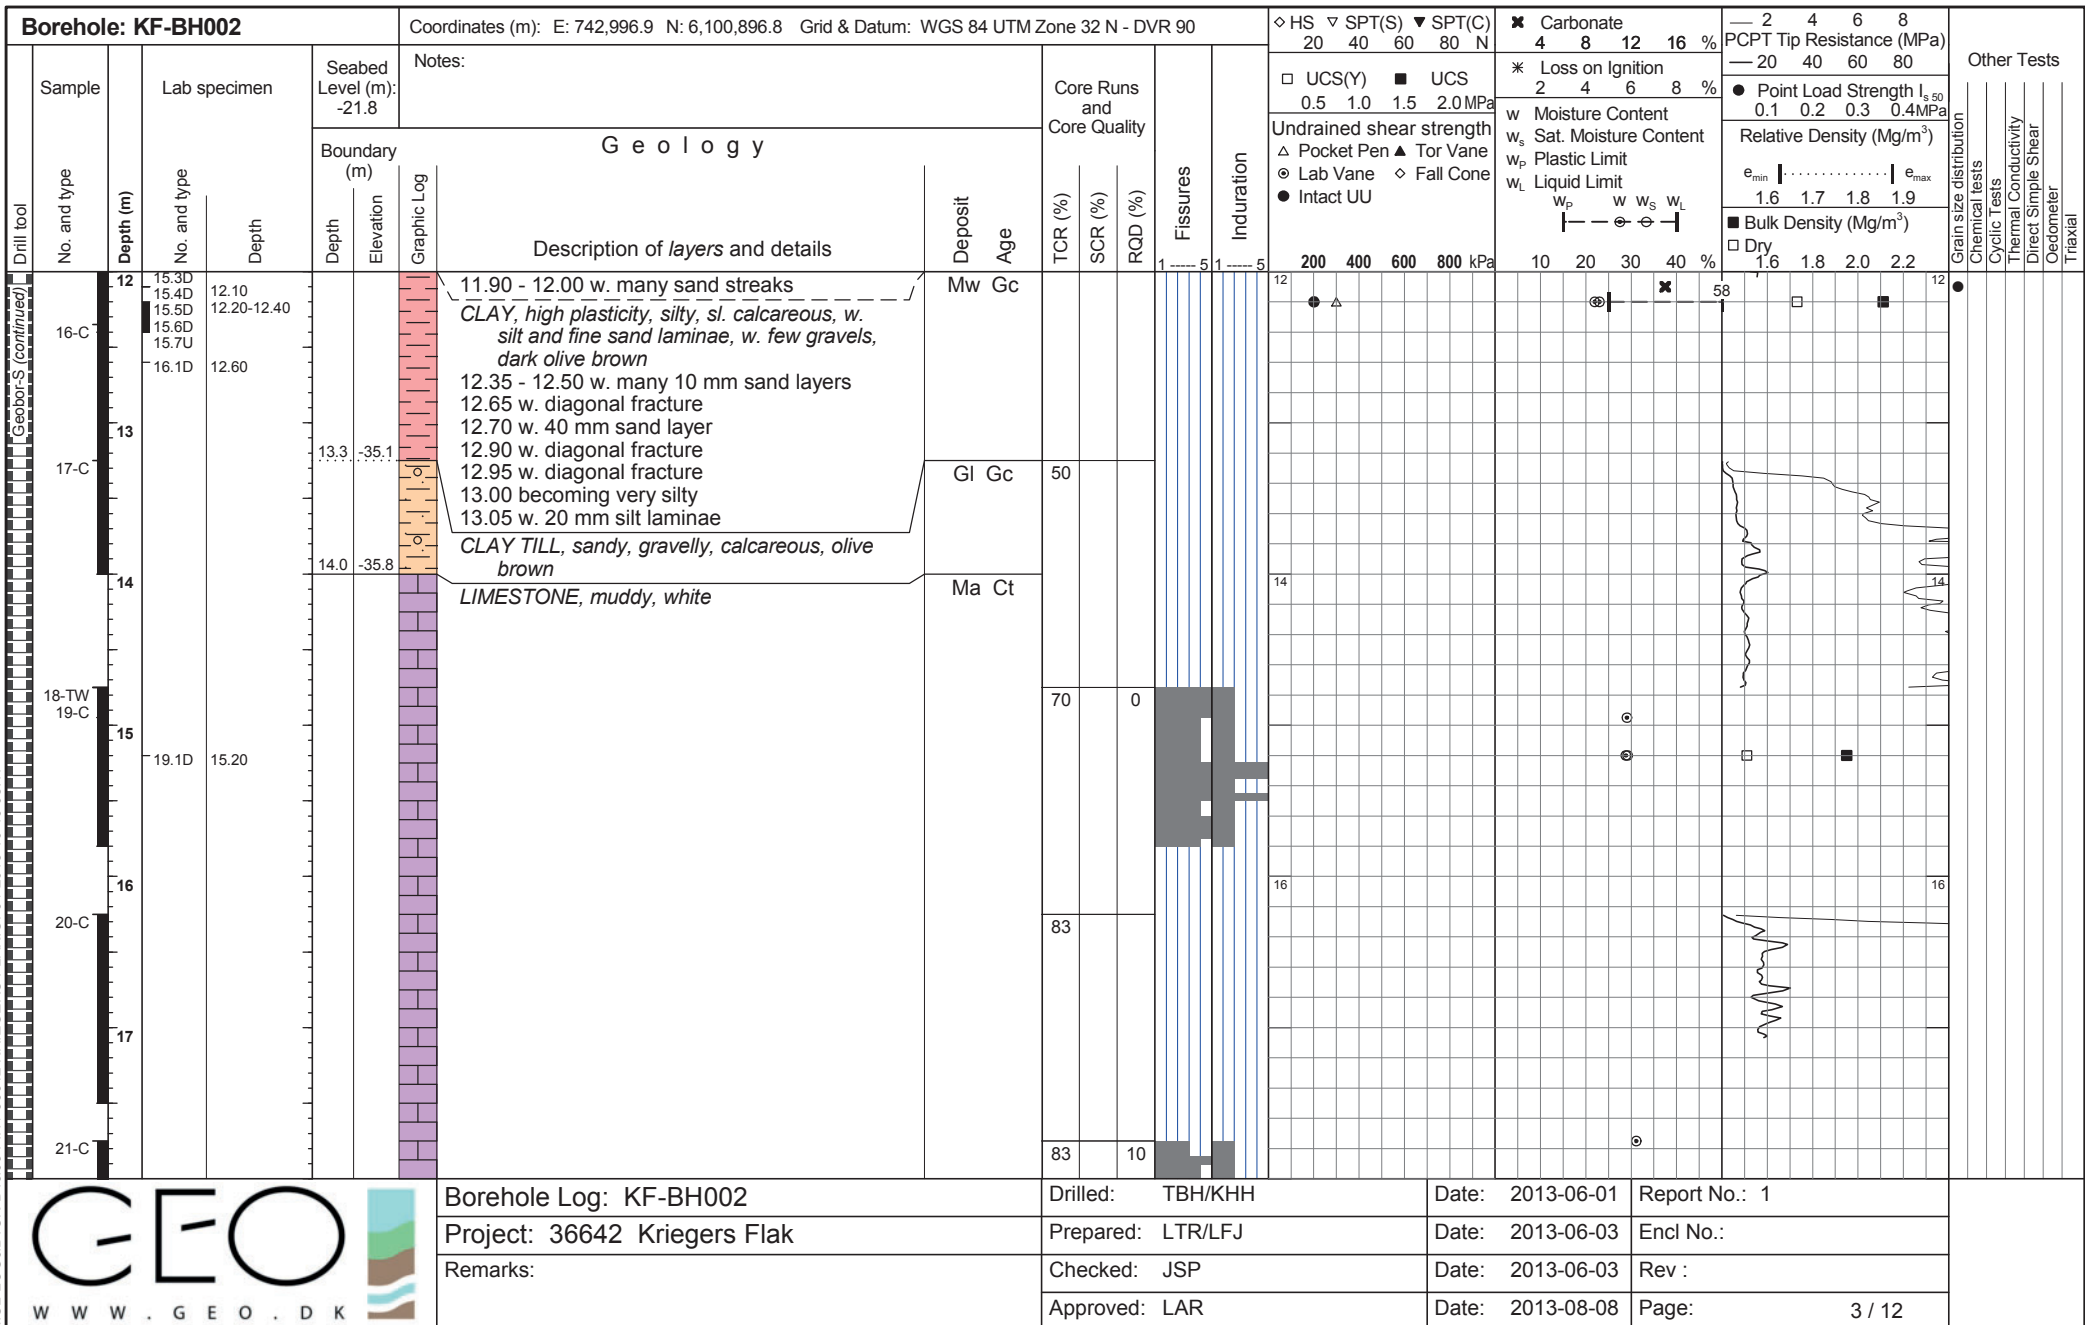 Borehole: KF-BH002
Coordinates (m): E: 742,996.9 N: 6,100,896.8 Grid & Datum: WGS 84 UTM Zone 32 N - DVR 90
Sample
Lab specimen
Seabed
Level (m):
-21.8
Notes:
Core Runs
and
Core Quality
◇ HS ▽ SPT(S) ▼ SPT(C)
20 40 60 80 N
□ UCS(Y) ■ UCS
0.5 1.0 1.5 2.0 MPa
Undrained shear strength
△ Pocket Pen ▲ Tor Vane
⊙ Lab Vane ◇ Fall Cone
● Intact UU
200 400 600 800 kPa
✖ Carbonate
4 8 12 16 %
✳ Loss on Ignition
2 4 6 8 %
w Moisture Content
ws Sat. Moisture Content
wP Plastic Limit
wL Liquid Limit
wP w wS wL
10 20 30 40 %
2 4 6 8
PCPT Tip Resistance (MPa)
20 40 60 80
● Point Load Strength Is 50
0.1 0.2 0.3 0.4MPa
Relative Density (Mg/m³)
emin emax
1.6 1.7 1.8 1.9
■ Bulk Density (Mg/m³)
□ Dry
1.6 1.8 2.0 2.2
Other Tests
Grain size distribution
Chemical tests
Cyclic Tests
Thermal Conductivity
Direct Simple Shear
Oedometer
Triaxial
Drill tool
No. and type
Depth (m)
No. and type
Depth
Boundary
(m)
Depth
Elevation
Graphic Log
Geology
Description of layers and details
Deposit
Age
TCR (%)
SCR (%)
RQD (%)
Fissures
1 ----- 5
Induration
1 ----- 5
Geobor-S (continued)
12
13
14
15
16
17
16-C
17-C
18-TW
19-C
20-C
21-C
15.3D
15.4D 12.10
15.5D 12.20-12.40
15.6D
15.7U
16.1D 12.60
19.1D 15.20
13.3 -35.1
14.0 -35.8
11.90 - 12.00 w. many sand streaks
Mw Gc
CLAY, high plasticity, silty, sl. calcareous, w.
silt and fine sand laminae, w. few gravels,
dark olive brown
12.35 - 12.50 w. many 10 mm sand layers
12.65 w. diagonal fracture
12.70 w. 40 mm sand layer
12.90 w. diagonal fracture
12.95 w. diagonal fracture
13.00 becoming very silty
13.05 w. 20 mm silt laminae
Gl Gc
CLAY TILL, sandy, gravelly, calcareous, olive
brown
Ma Ct
LIMESTONE, muddy, white
50
70 0
83
83 10
12
14
16
58
12
14
16
GEO
WWW.GEO.DK
Borehole Log: KF-BH002
Project: 36642 Kriegers Flak
Remarks:
Drilled: TBH/KHH Date: 2013-06-01 Report No.: 1
Prepared: LTR/LFJ Date: 2013-06-03 Encl No.:
Checked: JSP Date: 2013-06-03 Rev :
Approved: LAR Date: 2013-08-08 Page: 3 / 12